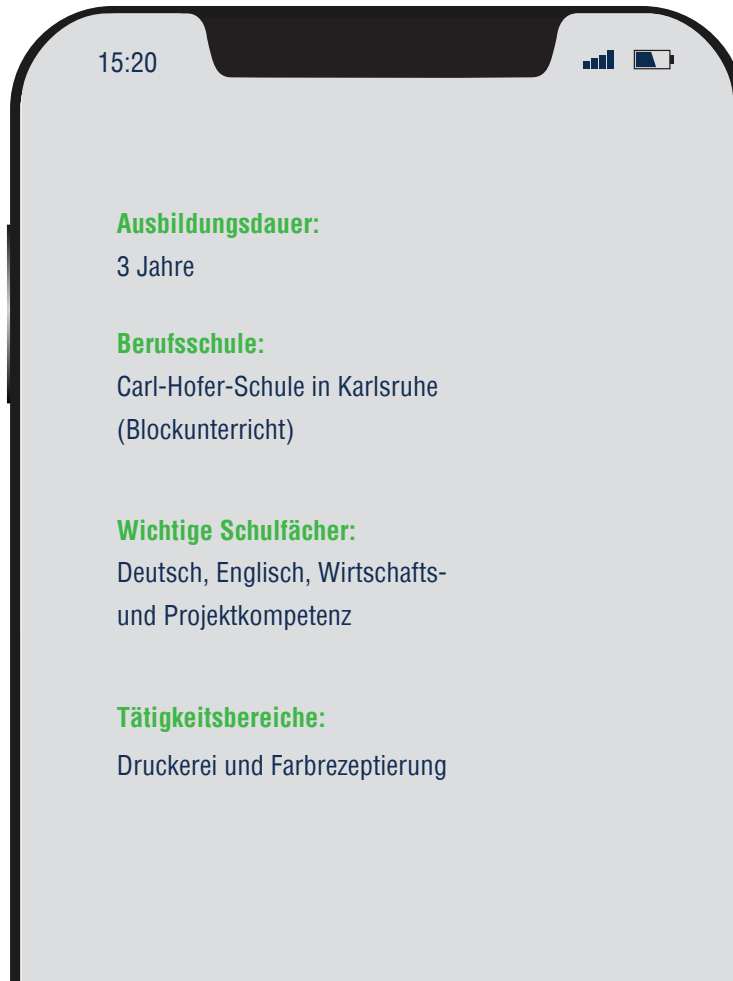 15:20
Ausbildungsdauer:
3 Jahre
Berufsschule:
Carl-Hofer-Schule in Karlsruhe
(Blockunterricht)
Wichtige Schulfächer:
Deutsch, Englisch, Wirtschafts-
und Projektkompetenz
Tätigkeitsbereiche:
Druckerei und Farbrezeptierung